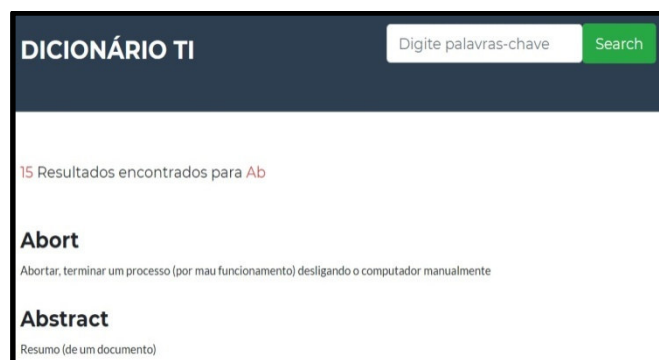 DICIONÁRIO TI
Digite palavras-chave
Search
15 Resultados encontrados para Ab
Abort
Abortar, terminar um processo (por mau funcionamento) desligando o computador manualmente
Abstract
Resumo (de um documento)